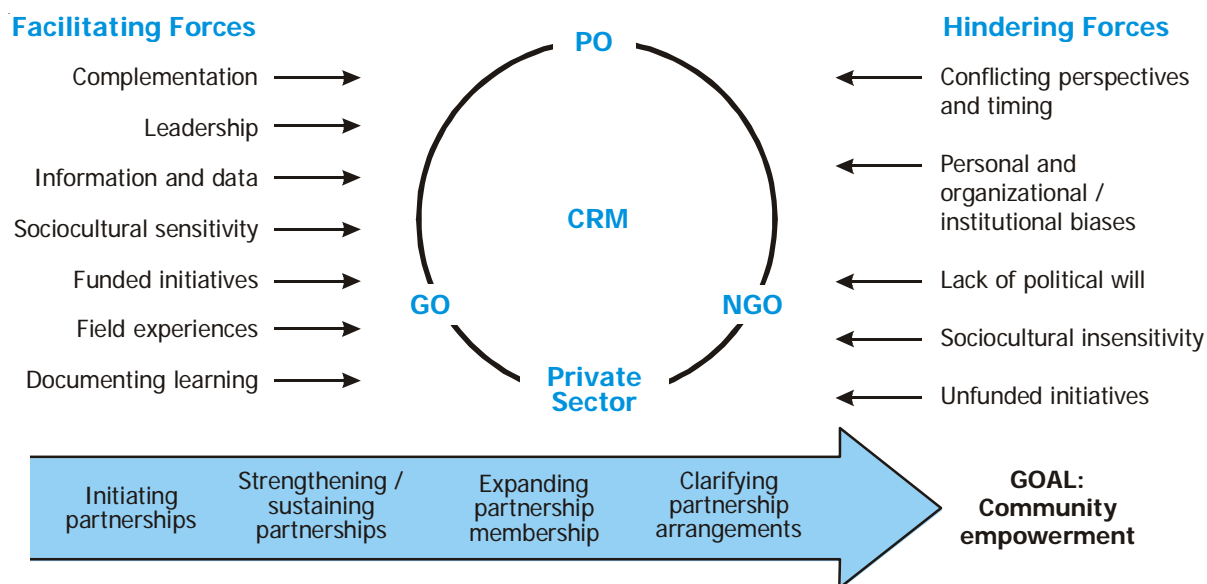 Facilitating Forces
Complementation
Leadership
Information and data
Sociocultural sensitivity
Funded initiatives
Field experiences
Documenting learning
PO
CRM
GO
NGO
Private
Sector
Hindering Forces
Conflicting perspectives
and timing
Personal and
organizational /
institutional biases
Lack of political will
Sociocultural insensitivity
Unfunded initiatives
Initiating
partnerships
Strengthening /
sustaining
partnerships
Expanding
partnership
membership
Clarifying
partnership
arrangements
GOAL:
Community
empowerment